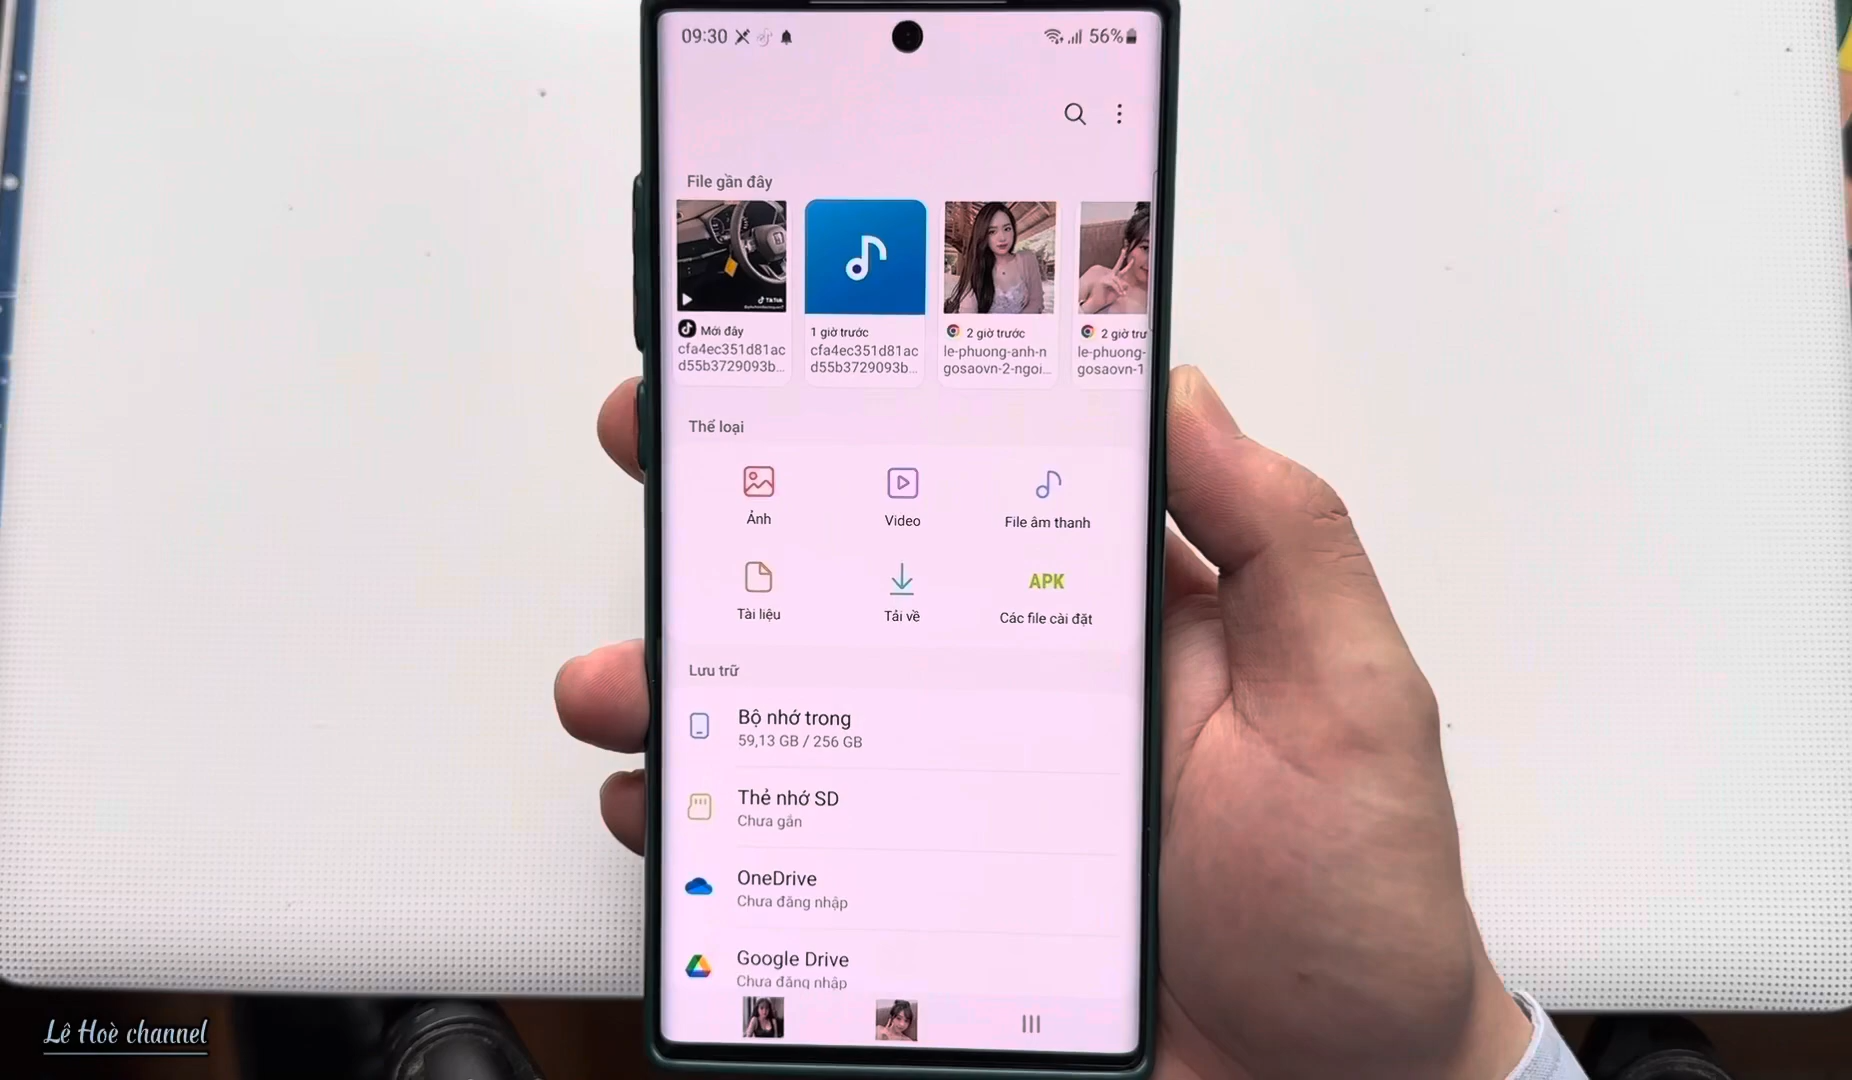 09:30
56%
File gần đây
TikTok
Mới đây
cfa4ec351d81ac
d55b3729093b...
1 giờ trước
cfa4ec351d81ac
d55b3729093b...
2 giờ trước
le-phuong-anh-n
gosaovn-2-ngoi...
2 giờ trư
le-phuong-
gosaovn-1
Thể loại
Ảnh
Video
File âm thanh
Tài liệu
Tải về
APK
Các file cài đặt
Lưu trữ
Bộ nhớ trong
59,13 GB / 256 GB
Thẻ nhớ SD
Chưa gắn
OneDrive
Chưa đăng nhập
Google Drive
Chưa đăng nhập
Lê Hoè channel